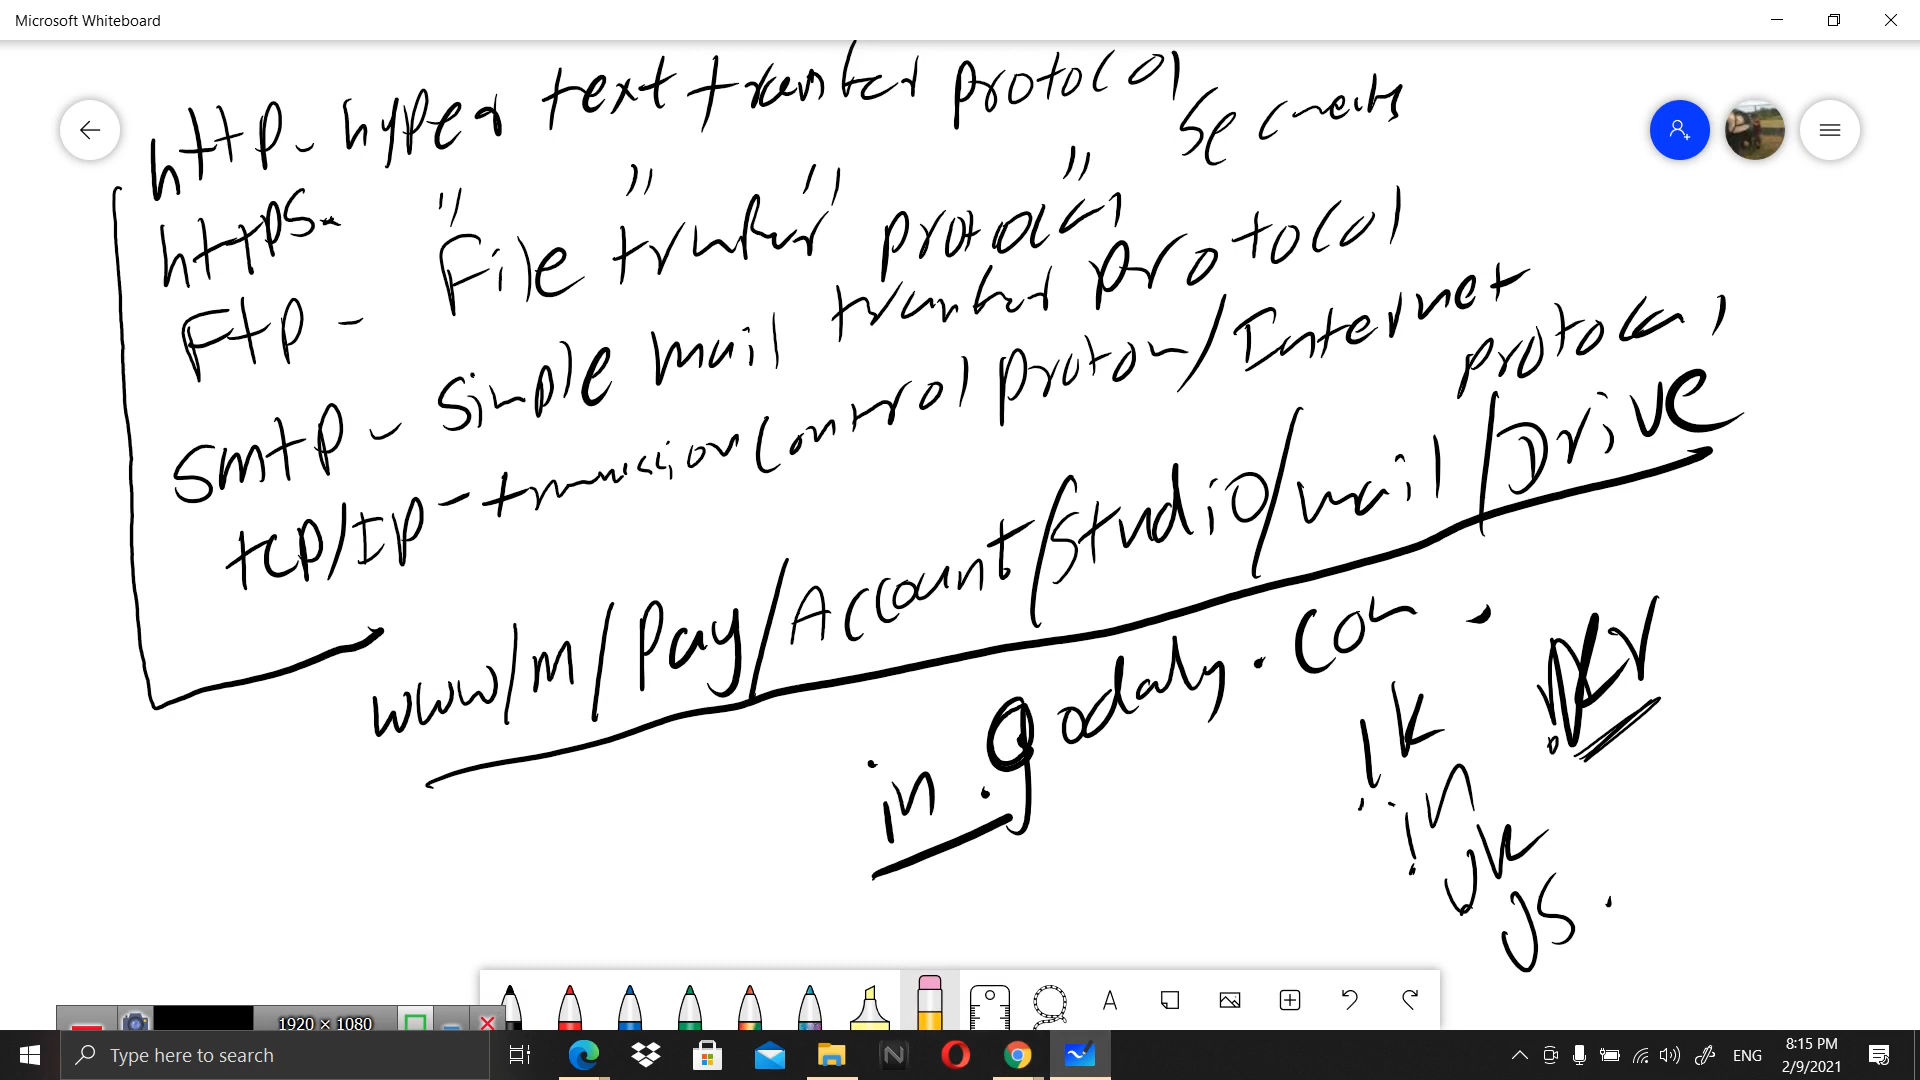 Microsoft Whiteboard
http - hyper text transfer protocol
https - " " " " Security
Ftp - File transfer protocol
smtp - simple mail transfer protocol
tcp/Ip - transmission control protocol/Internet protocol
www/m/Pay/Account/Studio/mail/Drive
in.godaddy.com.
.lk
.in
uk
us.
1920 × 1080
Type here to search
ENG
8:15 PM
2/9/2021